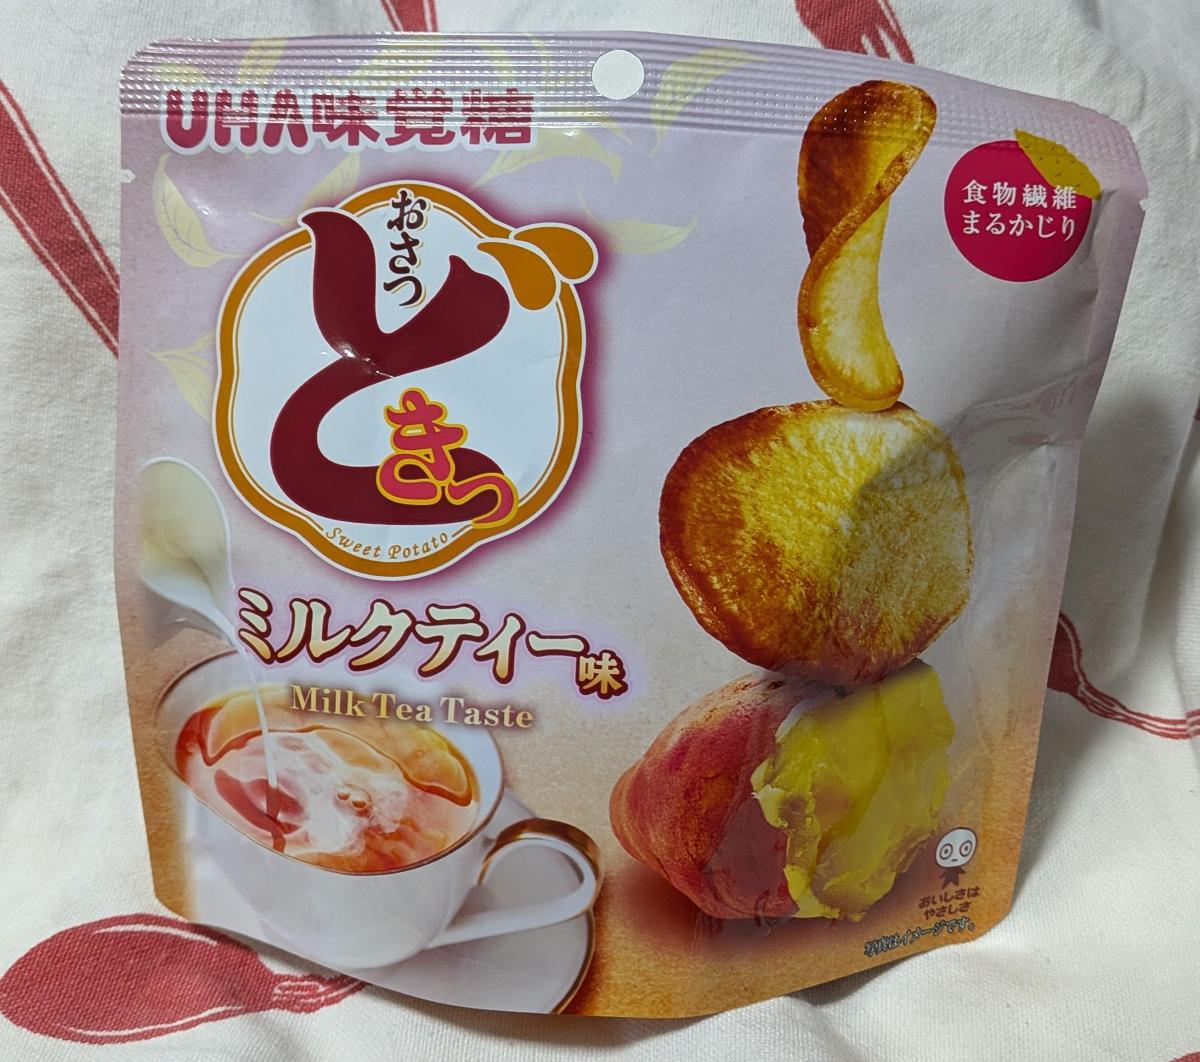 UHA味覚糖
食物繊維
まるかじり
おさつ
どきっ
Sweet Potato
ミルクティー味
Milk Tea Taste
おいしさは
やさしさ
写真はイメージです。